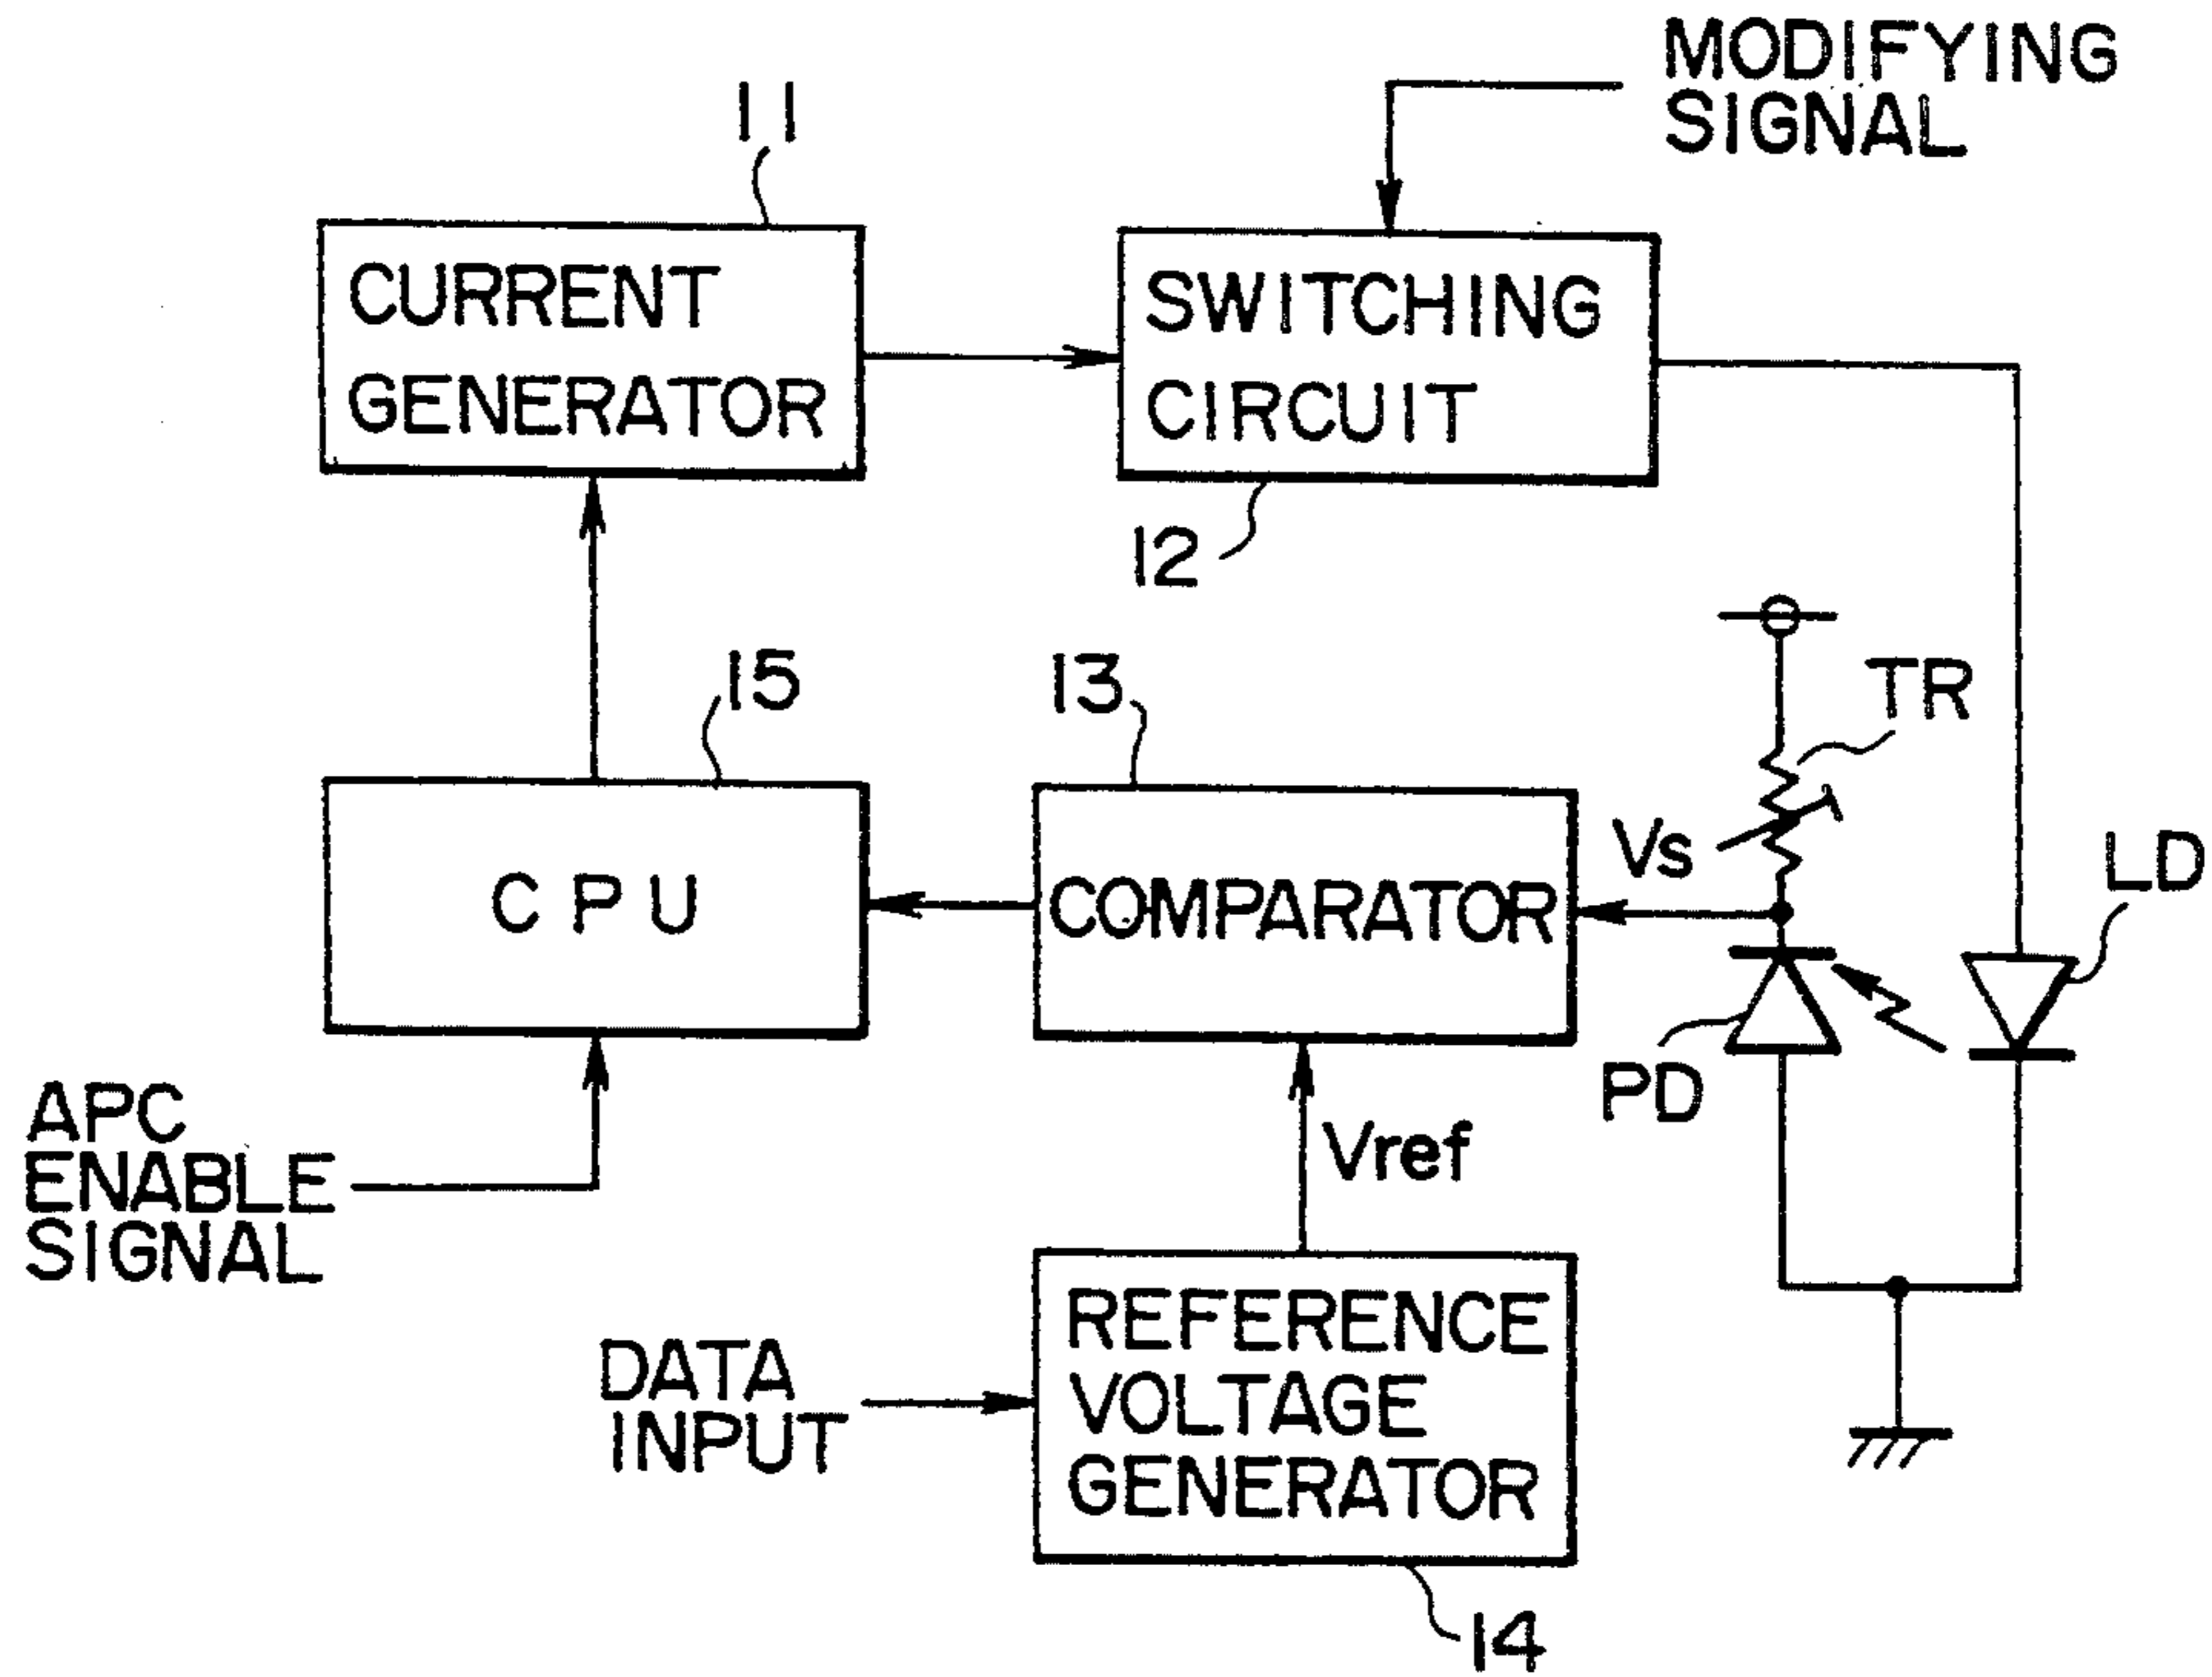 MODIFYING
SIGNAL
11
CURRENT
GENERATOR
SWITCHING
CIRCUIT
12
15
13
TR
CPU
COMPARATOR
Vs
LD
PD
APC
ENABLE
SIGNAL
Vref
DATA
INPUT
REFERENCE
VOLTAGE
GENERATOR
14